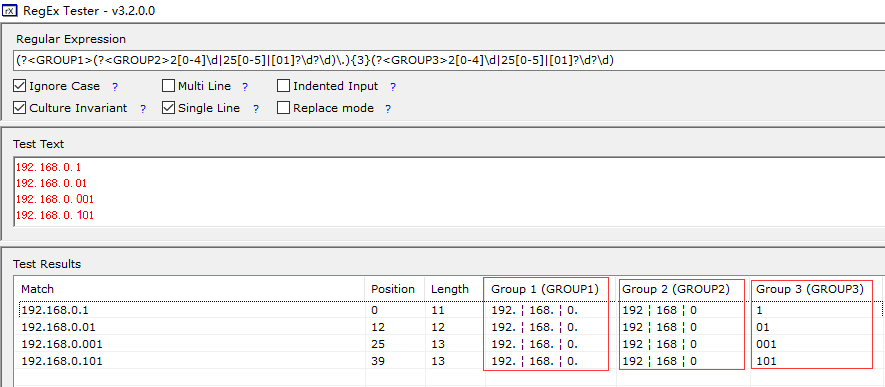 RegEx Tester - v3.2.0.0
Regular Expression
(?<GROUP1>(?<GROUP2>2[0-4]\d|25[0-5]|[01]?\d?\d)\.){3}(?<GROUP3>2[0-4]\d|25[0-5]|[01]?\d?\d)
Ignore Case ? Multi Line ? Indented Input ?
Culture Invariant ? Single Line ? Replace mode ?
Test Text
192.168.0.1
192.168.0.01
192.168.0.001
192.168.0.101
Test Results
Match Position Length Group 1 (GROUP1) Group 2 (GROUP2) Group 3 (GROUP3)
192.168.0.1 0 11 192. ¦ 168. ¦ 0. 192 ¦ 168 ¦ 0 1
192.168.0.01 12 12 192. ¦ 168. ¦ 0. 192 ¦ 168 ¦ 0 01
192.168.0.001 25 13 192. ¦ 168. ¦ 0. 192 ¦ 168 ¦ 0 001
192.168.0.101 39 13 192. ¦ 168. ¦ 0. 192 ¦ 168 ¦ 0 101